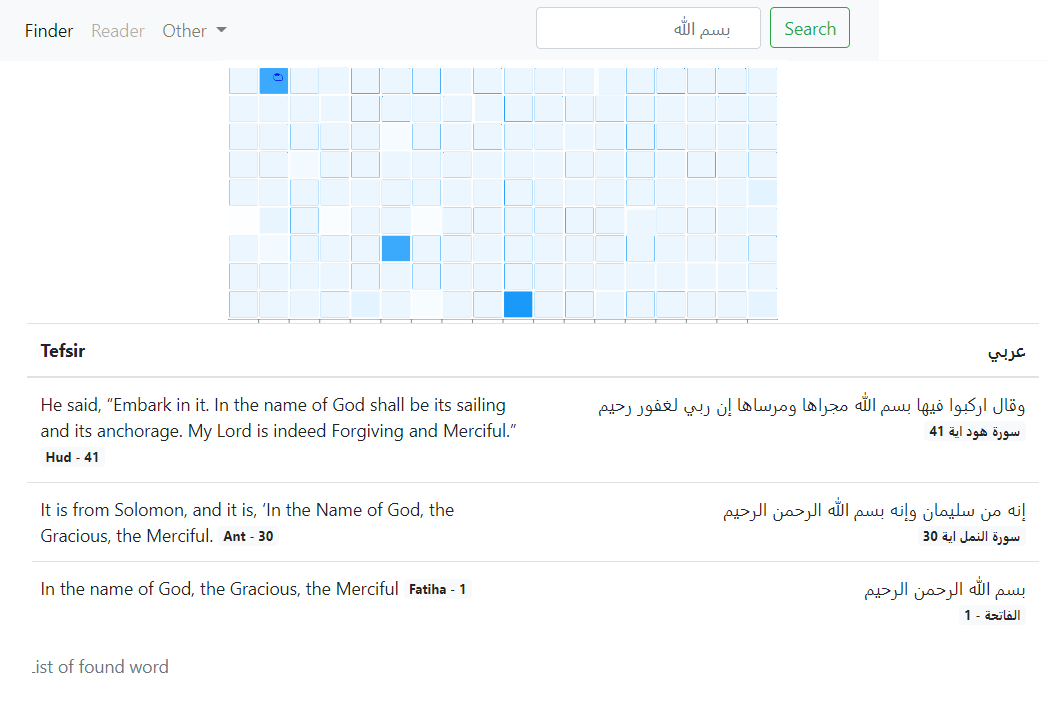 Finder Reader Other بسم الله Search
Tefsir عربي
He said, “Embark in it. In the name of God shall be its sailing
and its anchorage. My Lord is indeed Forgiving and Merciful.”
Hud - 41
وقال اركبوا فيها بسم الله مجراها ومرساها إن ربي لغفور رحيم
سورة هود اية 41
It is from Solomon, and it is, ‘In the Name of God, the
Gracious, the Merciful. Ant - 30
إنه من سليمان وإنه بسم الله الرحمن الرحيم
سورة النمل اية 30
In the name of God, the Gracious, the Merciful Fatiha - 1
بسم الله الرحمن الرحيم
الفاتحة - 1
List of found word